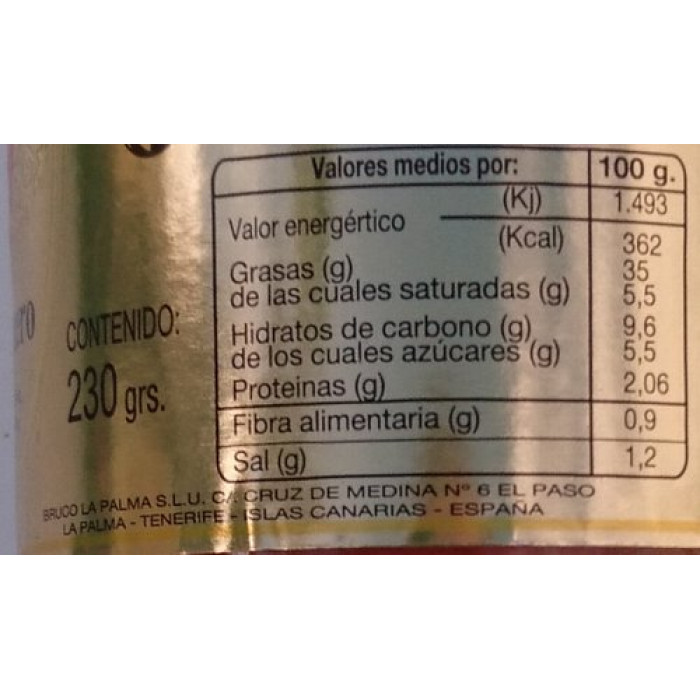 Valores medios por: 100 g.
Valor energértico (Kj) 1.493
(Kcal) 362
Grasas (g) 35
de las cuales saturadas (g) 5,5
Hidratos de carbono (g) 9,6
de los cuales azúcares (g) 5,5
Proteinas (g) 2,06
Fibra alimentaria (g) 0,9
Sal (g) 1,2
CONTENIDO:
230 grs.
BRUCO LA PALMA S.L.U. C/. CRUZ DE MEDINA Nº 6 EL PASO
LA PALMA - TENERIFE - ISLAS CANARIAS - ESPAÑA